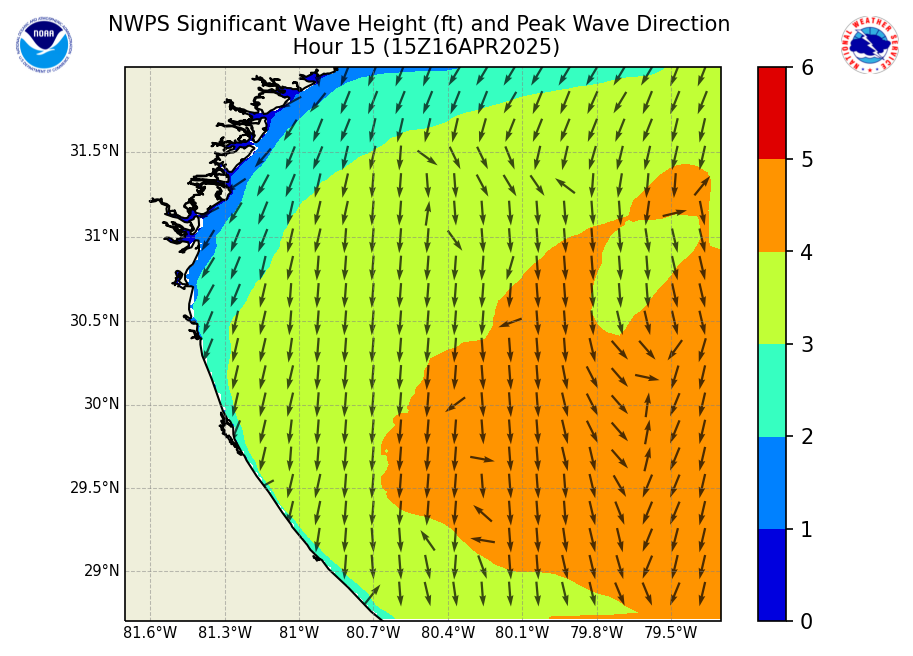 NWPS Significant Wave Height (ft) and Peak Wave Direction
Hour 15 (15Z16APR2025)
NOAA
NATIONAL WEATHER SERVICE
31.5°N
31°N
30.5°N
30°N
29.5°N
29°N
81.6°W 81.3°W 81°W 80.7°W 80.4°W 80.1°W 79.8°W 79.5°W
6
5
4
3
2
1
0